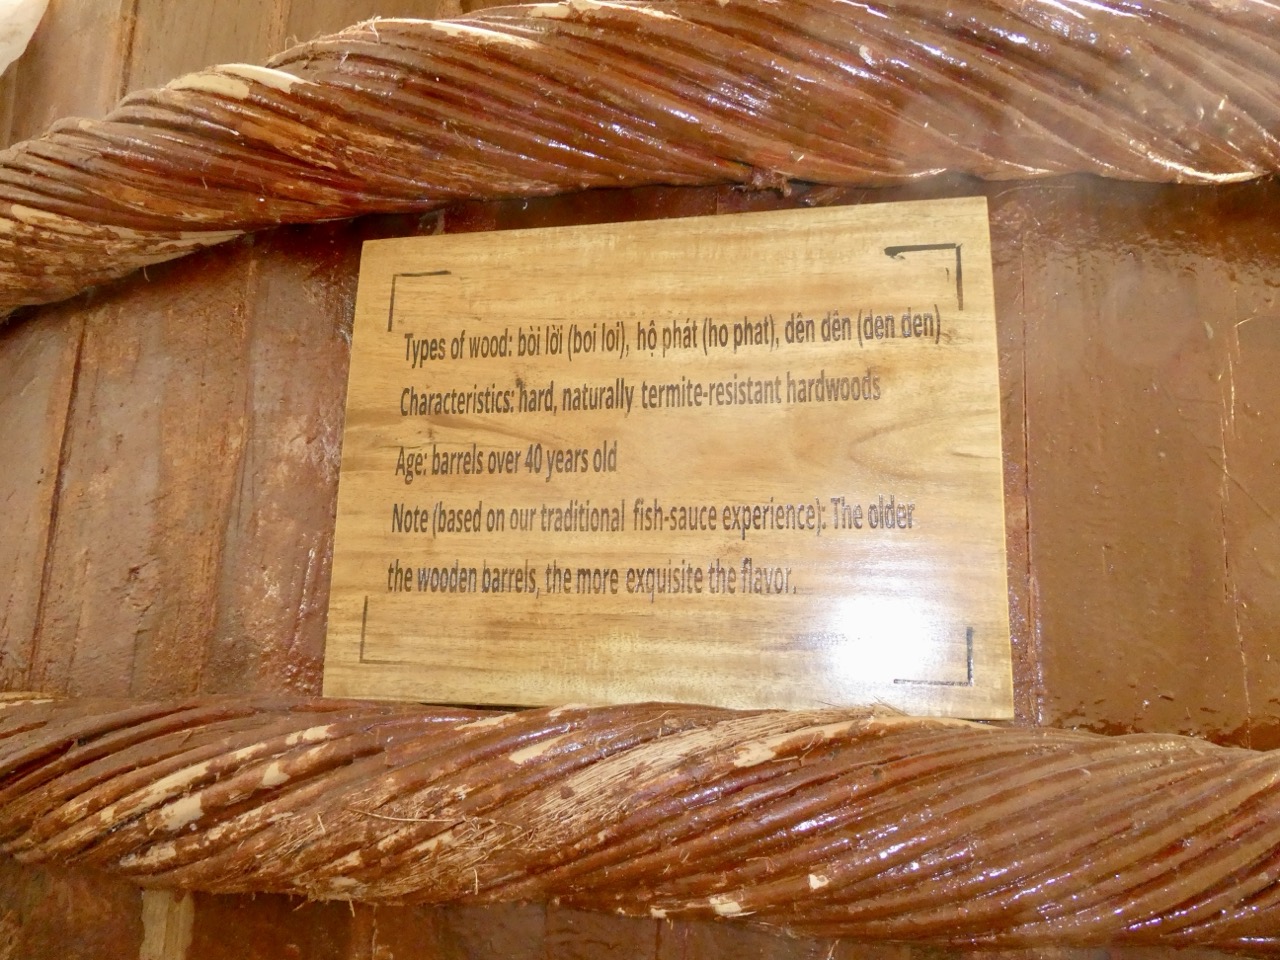 Types of wood: bòi lời (boi loi), hộ phát (ho phat), dên dên (den den)
Characteristics: hard, naturally termite-resistant hardwoods
Age: barrels over 40 years old
Note (based on our traditional fish-sauce experience): The older
the wooden barrels, the more exquisite the flavor.